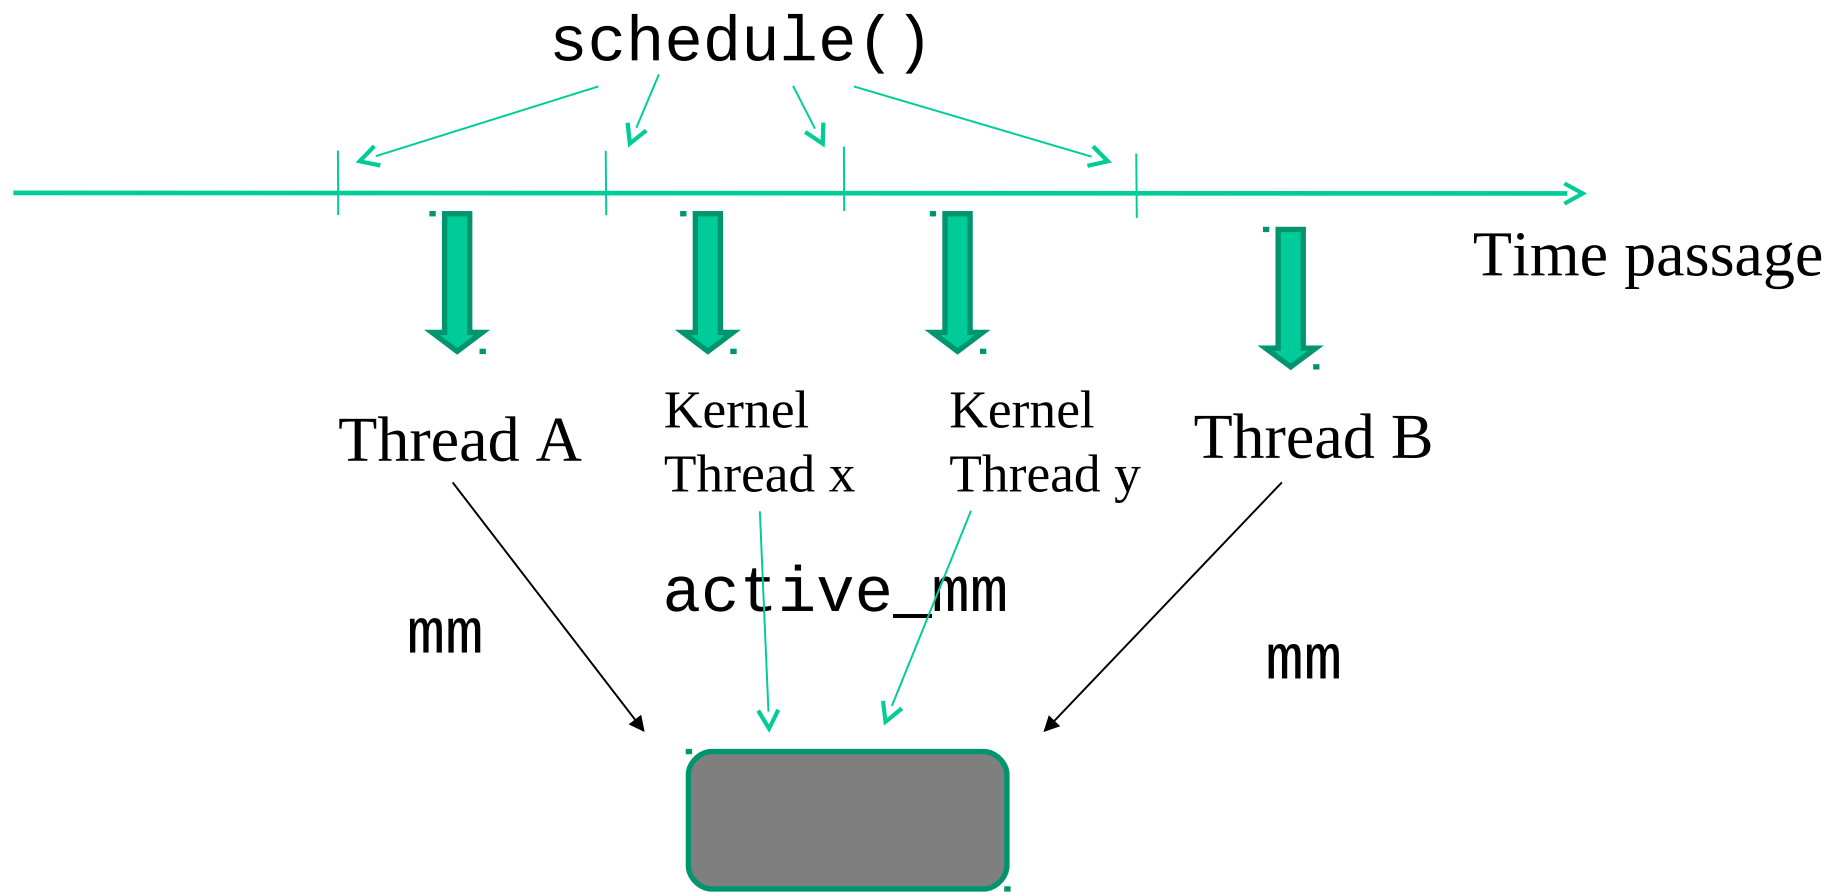 schedule()
Time passage
Thread A
Kernel
Thread x
Kernel
Thread y
Thread B
active_mm
mm
mm